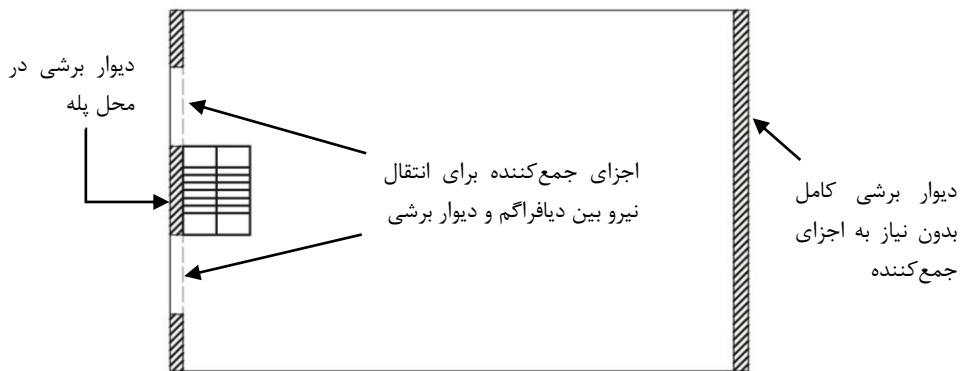 دیوار برشی در
محل پله
اجزای جمع‌کننده برای انتقال
نیرو بین دیافراگم و دیوار برشی
دیوار برشی کامل
بدون نیاز به اجزای
جمع‌کننده